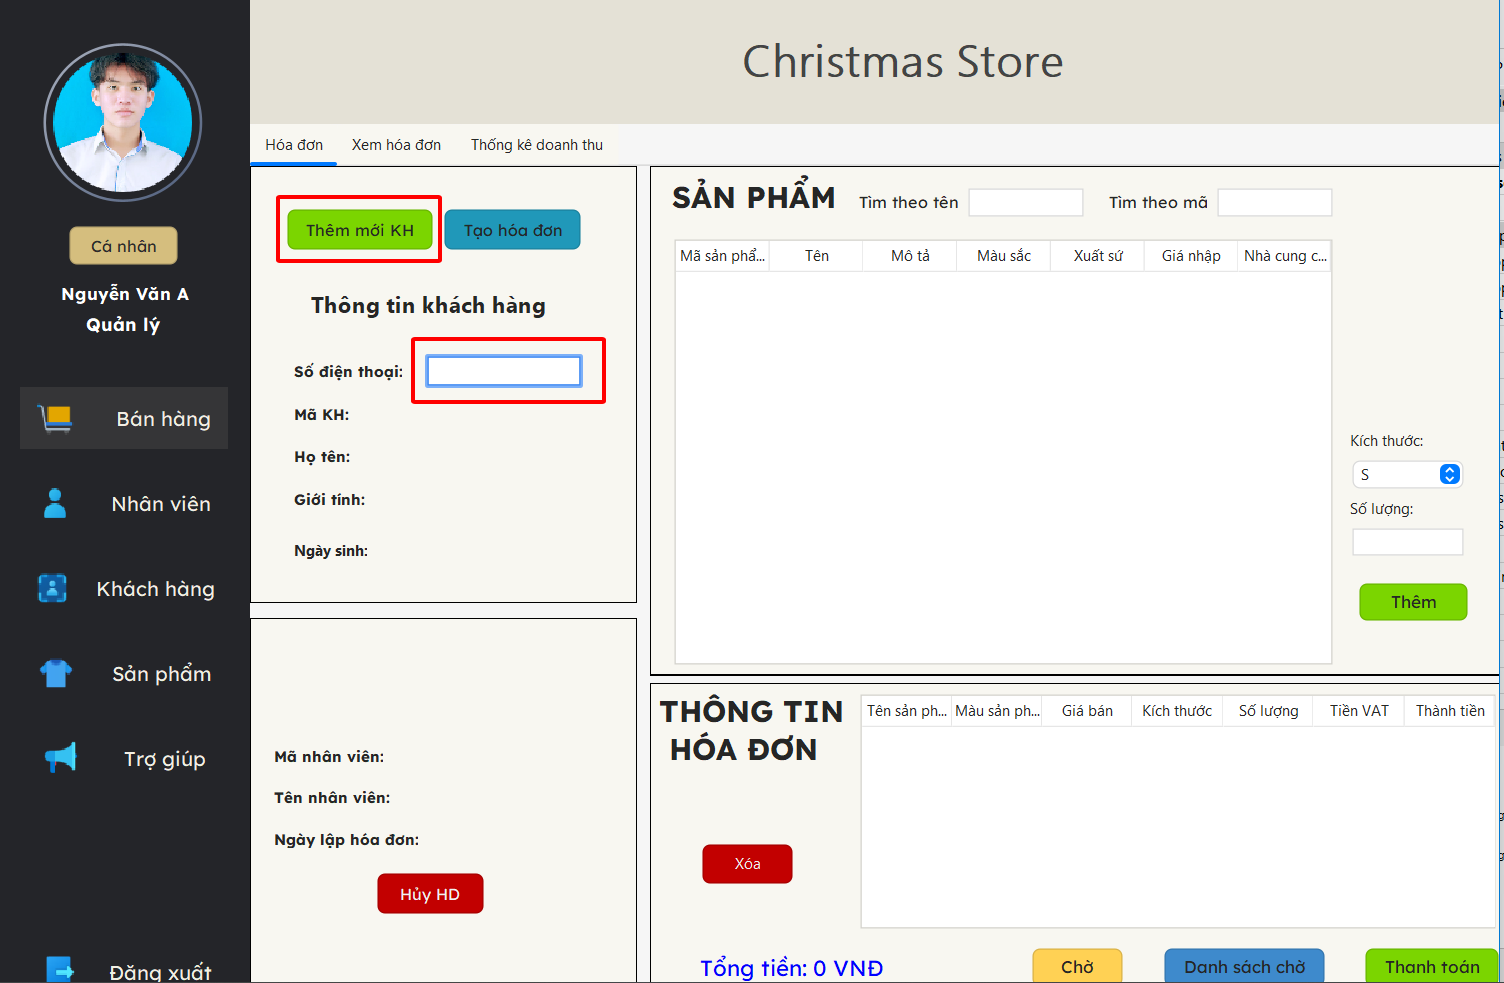 Christmas Store
Cá nhân
Nguyễn Văn A
Quản lý
Bán hàng
Nhân viên
Khách hàng
Sản phẩm
Trợ giúp
Đăng xuất
Hóa đơn Xem hóa đơn Thống kê doanh thu
Thêm mới KH Tạo hóa đơn
Thông tin khách hàng
Số điện thoại:
Mã KH:
Họ tên:
Giới tính:
Ngày sinh:
Mã nhân viên:
Tên nhân viên:
Ngày lập hóa đơn:
Hủy HD
SẢN PHẨM Tìm theo tên Tìm theo mã
Mã sản phẩ... Tên Mô tả Màu sắc Xuất sứ Giá nhập Nhà cung c...
Kích thước:
S
Số lượng:
Thêm
THÔNG TIN
HÓA ĐƠN
Tên sản ph... Màu sản ph... Giá bán Kích thước Số lượng Tiền VAT Thành tiền
Xóa
Tổng tiền: 0 VNĐ
Chờ Danh sách chờ Thanh toán